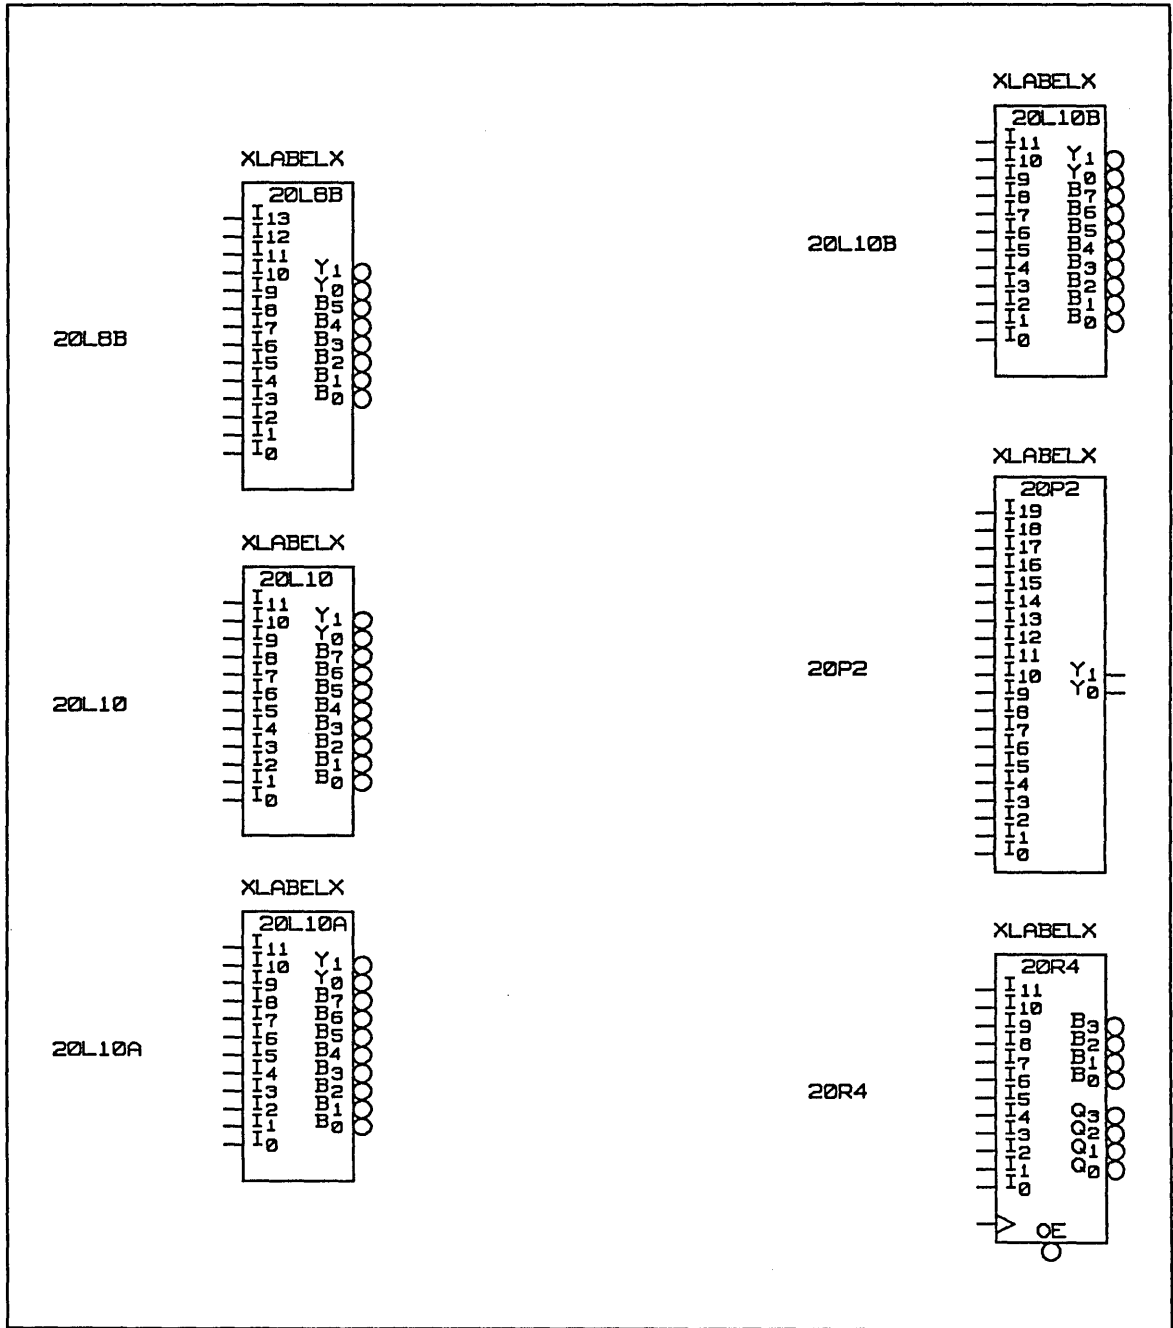 XLABELX
20L8B
I13
I12
I11
I10 Y1
I9 Y0
I8 B5
I7 B4
I6 B3
I5 B2
I4 B1
I3 B0
I2
I1
I0
20L8B
XLABELX
20L10
I11
I10 Y1
I9 Y0
I8 B7
I7 B6
I6 B5
I5 B4
I4 B3
I3 B2
I2 B1
I1 B0
I0
20L10
XLABELX
20L10A
I11
I10 Y1
I9 Y0
I8 B7
I7 B6
I6 B5
I5 B4
I4 B3
I3 B2
I2 B1
I1 B0
I0
20L10A
XLABELX
20L10B
I11
I10 Y1
I9 Y0
I8 B7
I7 B6
I6 B5
I5 B4
I4 B3
I3 B2
I2 B1
I1 B0
I0
20L10B
XLABELX
20P2
I19
I18
I17
I16
I15
I14
I13
I12
I11
I10 Y1
I9 Y0
I8
I7
I6
I5
I4
I3
I2
I1
I0
20P2
XLABELX
20R4
I11
I10
I9 B3
I8 B2
I7 B1
I6 B0
I5
I4 Q3
I3 Q2
I2 Q1
I1 Q0
I0
OE
20R4